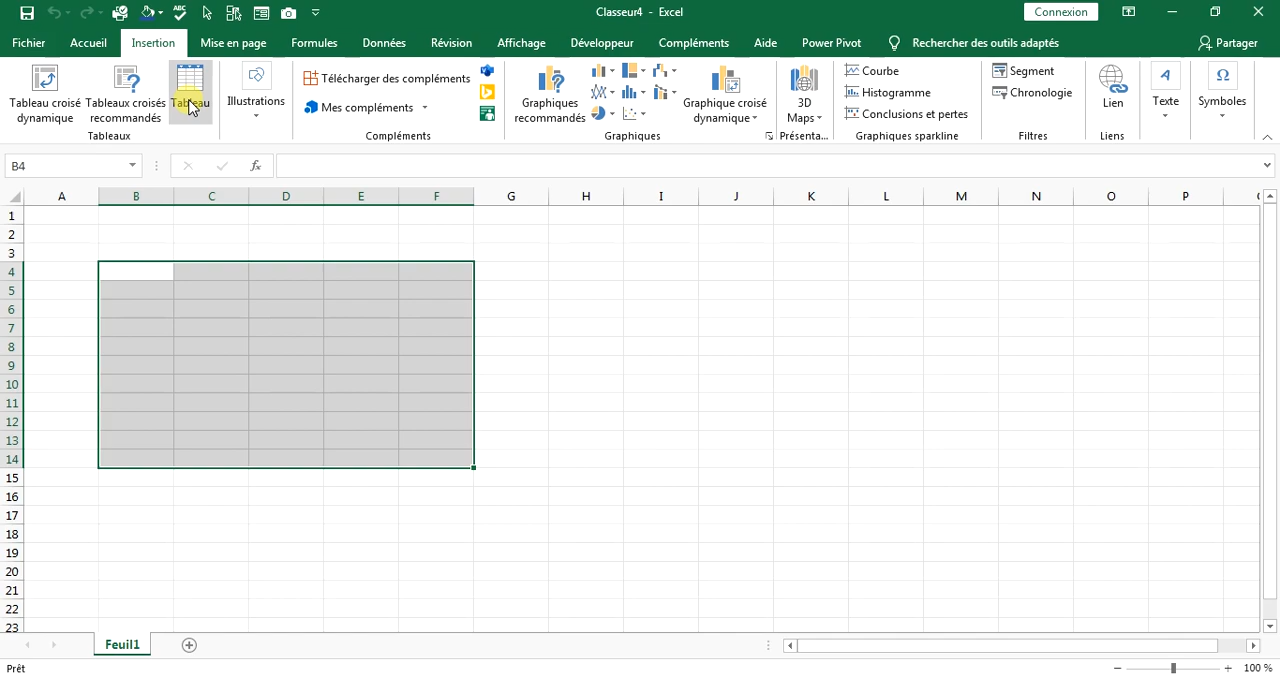 Classeur4 - Excel
Connexion
Fichier Accueil Insertion Mise en page Formules Données Révision Affichage Développeur Compléments Aide Power Pivot Rechercher des outils adaptés Partager
Tableau croisé dynamique
Tableaux croisés recommandés
Tableau
Tableaux
Illustrations
Télécharger des compléments
Mes compléments
Compléments
Graphiques recommandés
Graphique croisé dynamique
Graphiques
3D Maps
Présenta...
Courbe
Histogramme
Conclusions et pertes
Graphiques sparkline
Segment
Chronologie
Filtres
Lien
Liens
A
Texte
Ω
Symboles
B4
fx
A B C D E F G H I J K L M N O P
1
2
3
4
5
6
7
8
9
10
11
12
13
14
15
16
17
18
19
20
21
22
23
Feuil1
Prêt
100 %